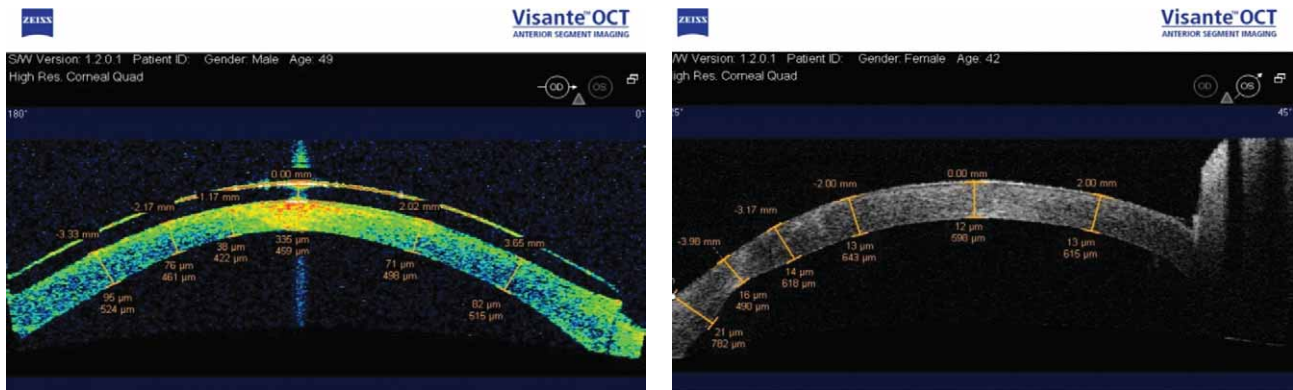 ZEISS
Visante™OCT
ANTERIOR SEGMENT IMAGING
S/W Version: 1.2.0.1 Patient ID: Gender: Male Age: 49
High Res. Corneal Quad
OD OS
180° 0°
0.00 mm
-1.17 mm
-2.17 mm
2.02 mm
-3.33 mm
3.65 mm
335 µm
459 µm
38 µm
422 µm
76 µm
461 µm
71 µm
498 µm
95 µm
524 µm
82 µm
515 µm
ZEISS
Visante™OCT
ANTERIOR SEGMENT IMAGING
/W Version: 1.2.0.1 Patient ID: Gender: Female Age: 42
igh Res. Corneal Quad
OD OS
5° 45°
0.00 mm
-2.00 mm
2.00 mm
-3.17 mm
-3.98 mm
12 µm
598 µm
13 µm
643 µm
13 µm
615 µm
14 µm
618 µm
16 µm
490 µm
21 µm
782 µm